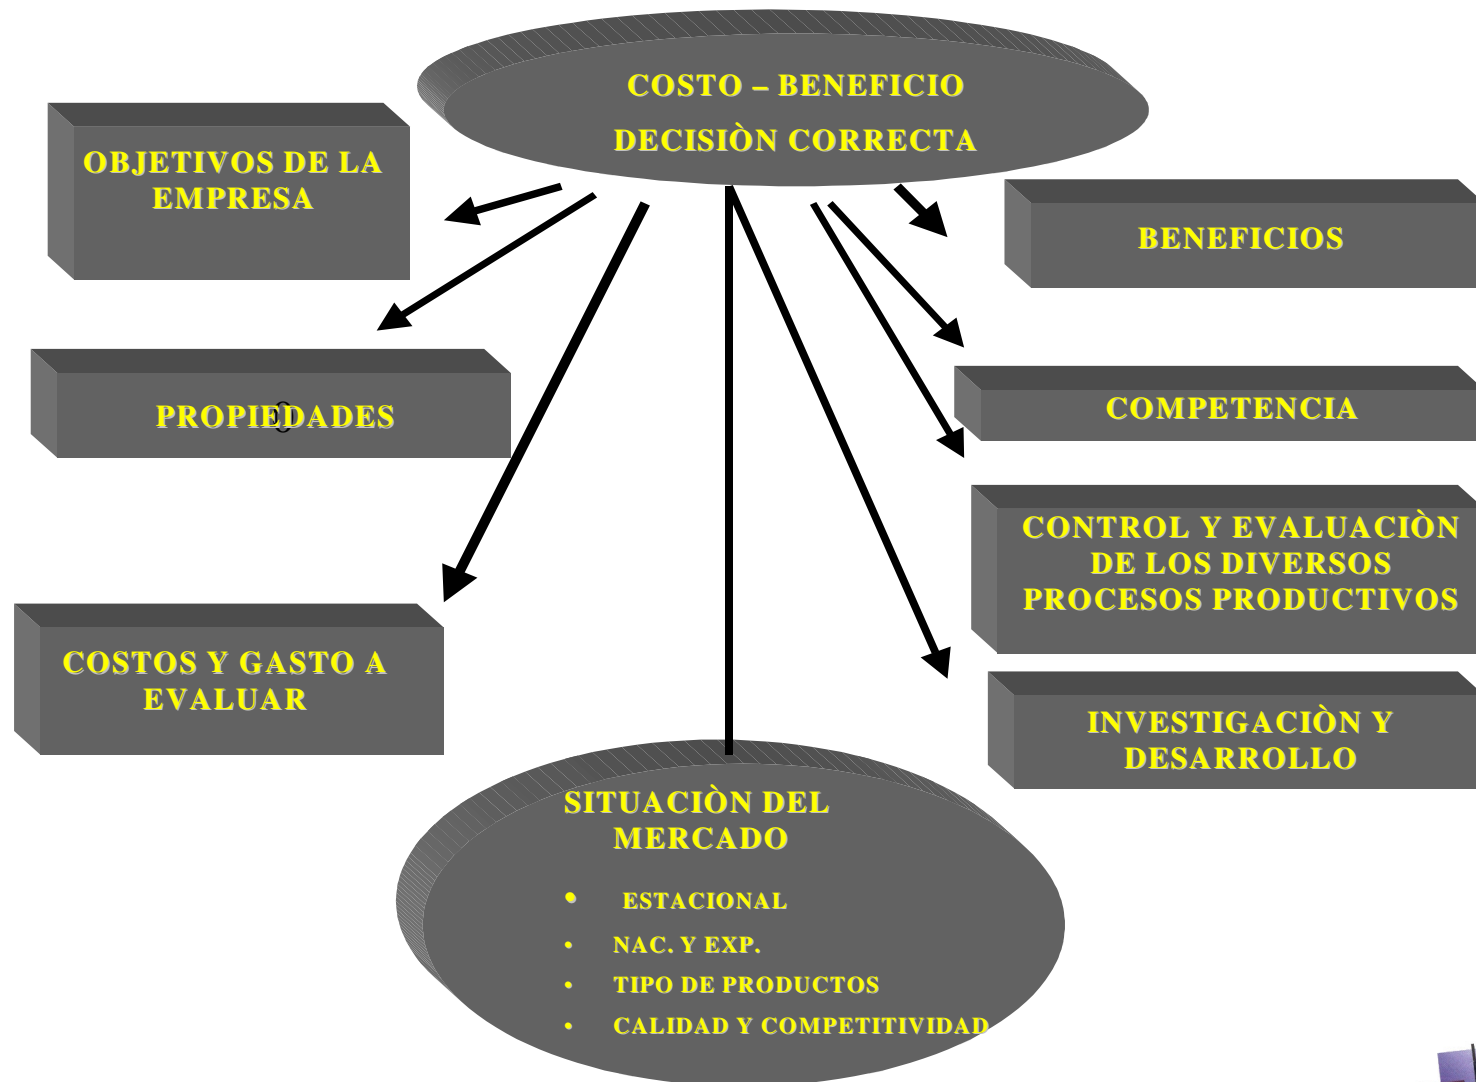 COSTO – BENEFICIO
DECISIÒN CORRECTA
OBJETIVOS DE LA
EMPRESA
BENEFICIOS
PROPIEDADES
COMPETENCIA
CONTROL Y EVALUACIÒN
DE LOS DIVERSOS
PROCESOS PRODUCTIVOS
COSTOS Y GASTO A
EVALUAR
INVESTIGACIÒN Y
DESARROLLO
SITUACIÒN DEL
MERCADO
• ESTACIONAL
• NAC. Y EXP.
• TIPO DE PRODUCTOS
• CALIDAD Y COMPETITIVIDAD